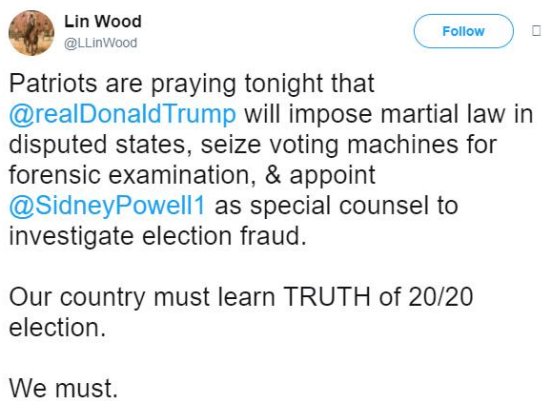 Lin Wood
@LLinWood
Follow
Patriots are praying tonight that
@realDonaldTrump will impose martial law in
disputed states, seize voting machines for
forensic examination, & appoint
@SidneyPowell1 as special counsel to
investigate election fraud.
Our country must learn TRUTH of 20/20
election.
We must.